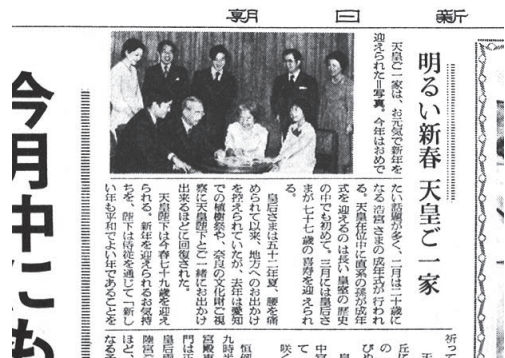 朝日新
明るい新春 天皇ご一家
天皇ご一家は、お元気で新年を
迎えられた＝写真。今年はおめで
たい話題が多く、二月は二十歳に
なる浩宮さまの成年式が行われ
る。天皇在位中に直系の孫が成年
式を迎えるのは長い皇室の歴史
の中でも初めて、三月には皇后さ
まが七十七歳の喜寿を迎えられ
る。
皇后さまは五十二年夏、腰を痛
められて以来、地方へのお出かけ
を控えられていたが、去年は愛知
での植樹祭や、奈良の文化財ご視
察に天皇陛下とご一緒にお出かけ
出来るほどに回復された。
天皇陛下は今春七十九歳を迎え
られる。新年を迎えられるお気持
ちを、陛下は侍従を通じて「新し
い年も平和でよい年であることを
今月中にも
祈って